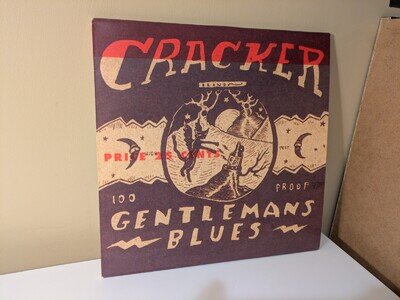 CRACKER
PRICE 25 CENTS
100 PROOF
GENTLEMANS
BLUES